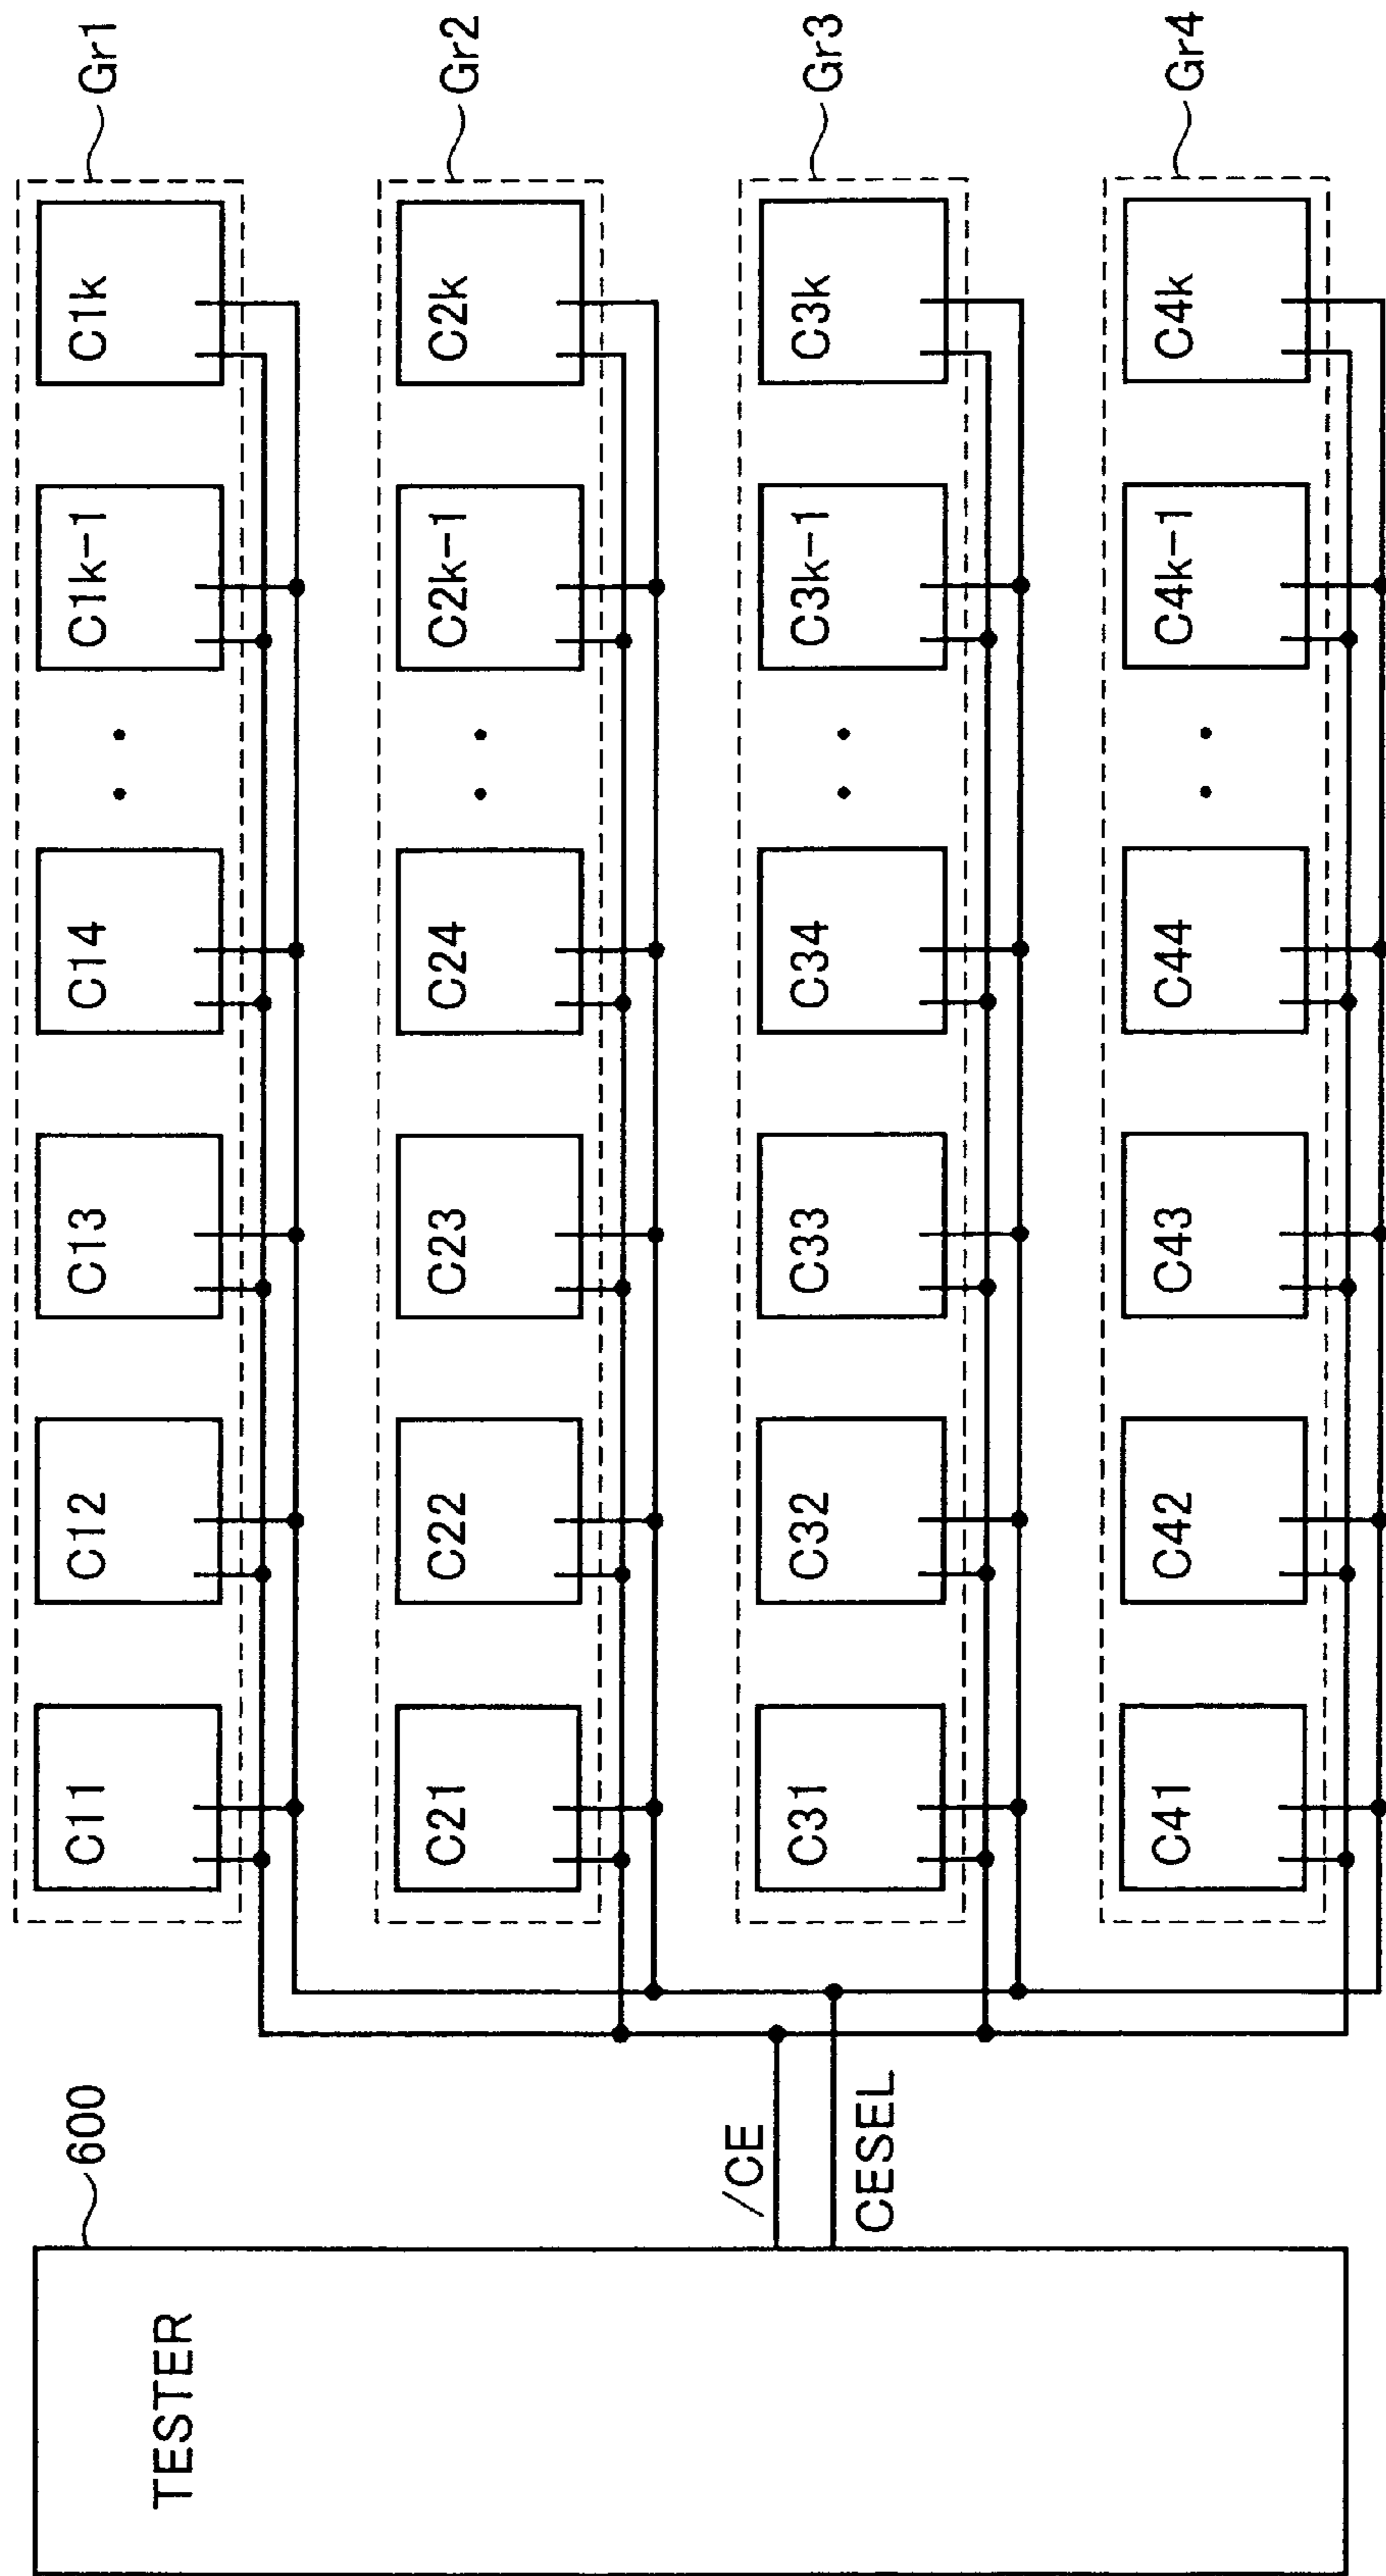 Gr1
C11
C12
C13
C14
C1k-1
C1k
Gr2
C21
C22
C23
C24
C2k-1
C2k
Gr3
C31
C32
C33
C34
C3k-1
C3k
Gr4
C41
C42
C43
C44
C4k-1
C4k
600
TESTER
/CE
CESEL